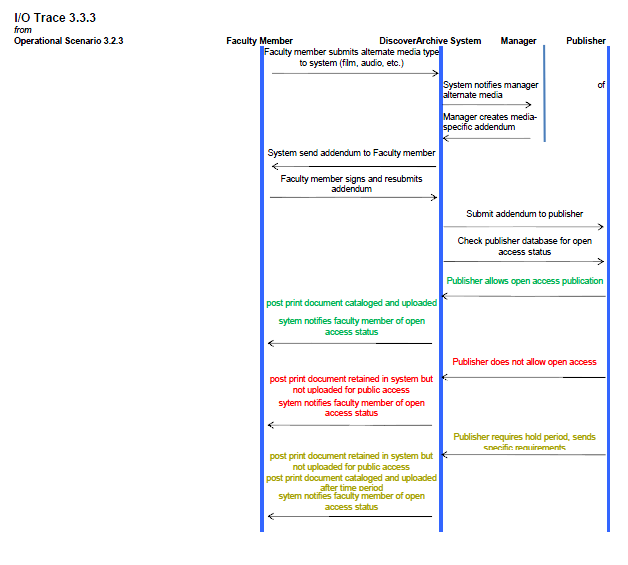 I/O Trace 3.3.3
from
Operational Scenario 3.2.3
Faculty Member
DiscoverArchive System
Manager
Publisher
Faculty member submits alternate media type
to system (film, audio, etc.)
System notifies manager of
alternate media
Manager creates media-
specific addendum
System send addendum to Faculty member
Faculty member signs and resubmits
addendum
Submit addendum to publisher
Check publisher database for open
access status
Publisher allows open access publication
post print document cataloged and uploaded
sytem notifies faculty member of open
access status
Publisher does not allow open access
post print document retained in system but
not uploaded for public access
sytem notifies faculty member of open
access status
Publisher requires hold period, sends
specific requirements
post print document retained in system but
not uploaded for public access
post print document cataloged and uploaded
after time period
sytem notifies faculty member of open
access status